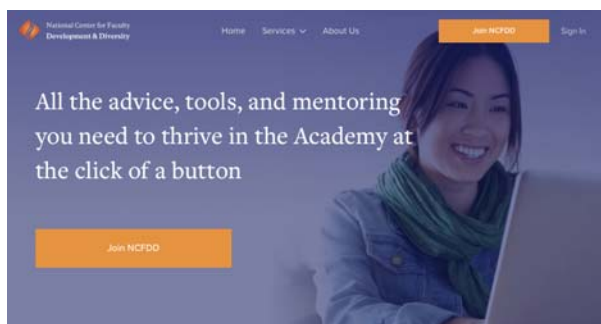 National Center for Faculty
Development & Diversity
Home Services About Us Join NCFDD Sign In
All the advice, tools, and mentoring
you need to thrive in the Academy at
the click of a button
Join NCFDD